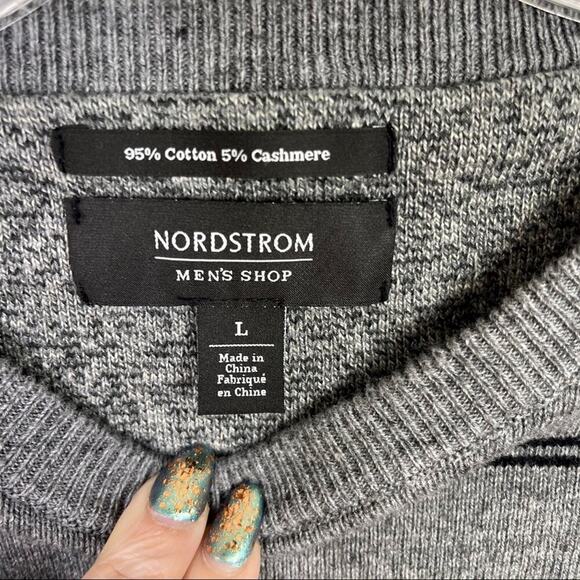 95% Cotton 5% Cashmere
NORDSTROM
MEN'S SHOP
L
Made in
China
Fabriqué
en Chine